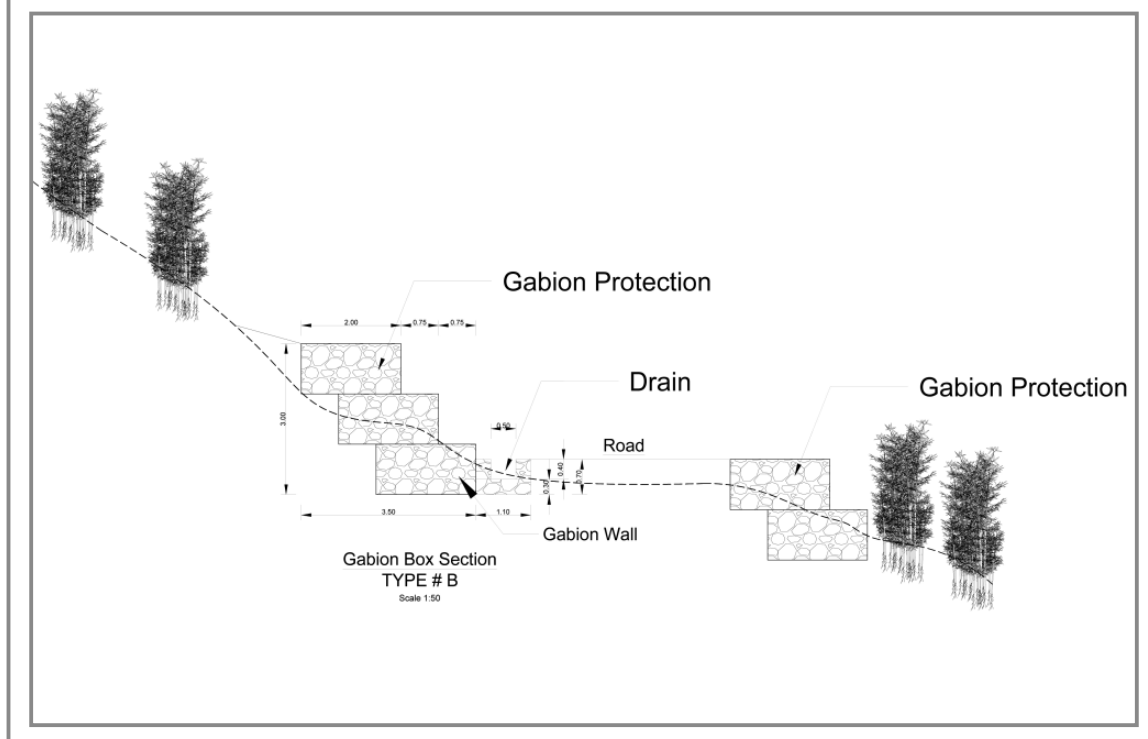 Gabion Protection
2.00
0.75
0.75
Drain
Gabion Protection
3.00
0.50
Road
0.30
0.40
0.70
3.50
1.10
Gabion Wall
Gabion Box Section
TYPE # B
Scale 1:50